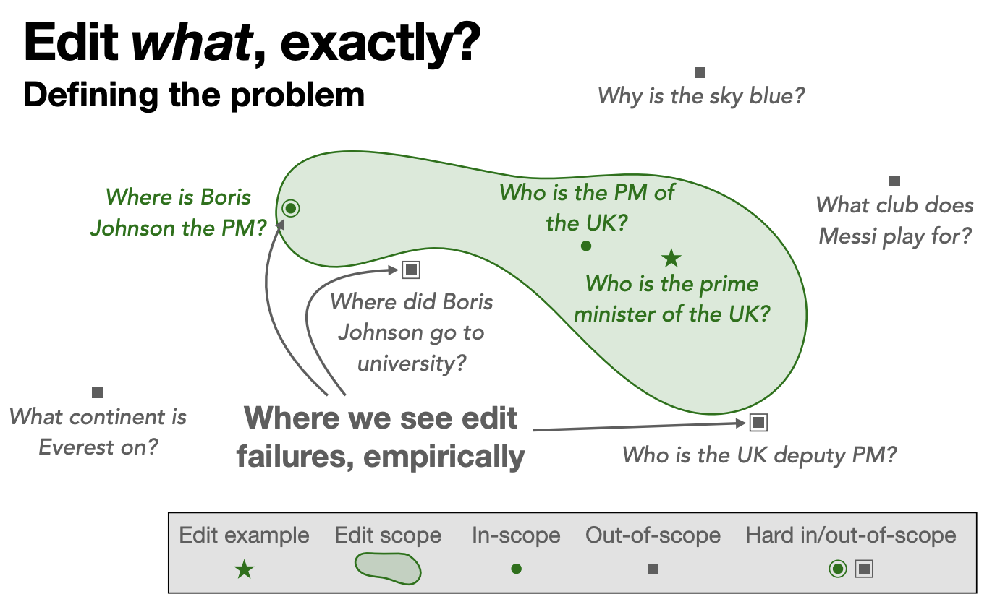 Edit what, exactly?
Defining the problem
Why is the sky blue?
Where is Boris
Johnson the PM?
Who is the PM of
the UK?
What club does
Messi play for?
Who is the prime
minister of the UK?
Where did Boris
Johnson go to
university?
What continent is
Everest on?
Where we see edit
failures, empirically
Who is the UK deputy PM?
Edit example
Edit scope
In-scope
Out-of-scope
Hard in/out-of-scope